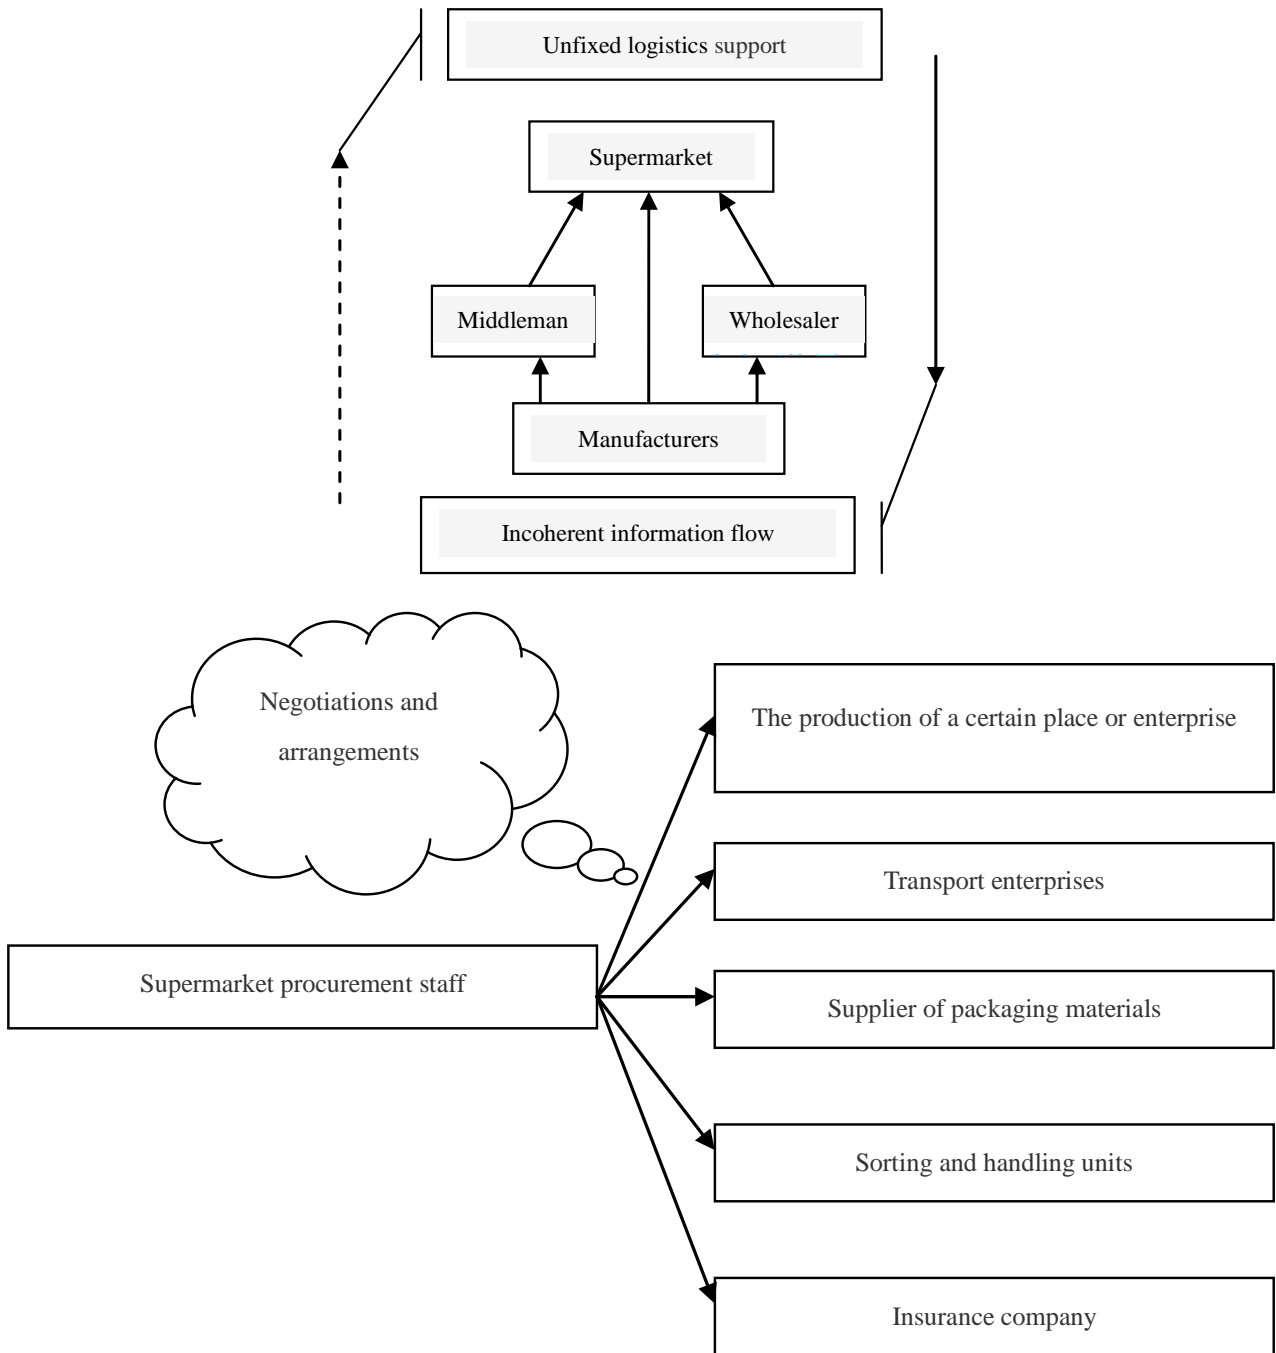 Unfixed logistics support
Supermarket
Middleman
Wholesaler
Manufacturers
Incoherent information flow
Negotiations and
arrangements
The production of a certain place or enterprise
Transport enterprises
Supermarket procurement staff
Supplier of packaging materials
Sorting and handling units
Insurance company